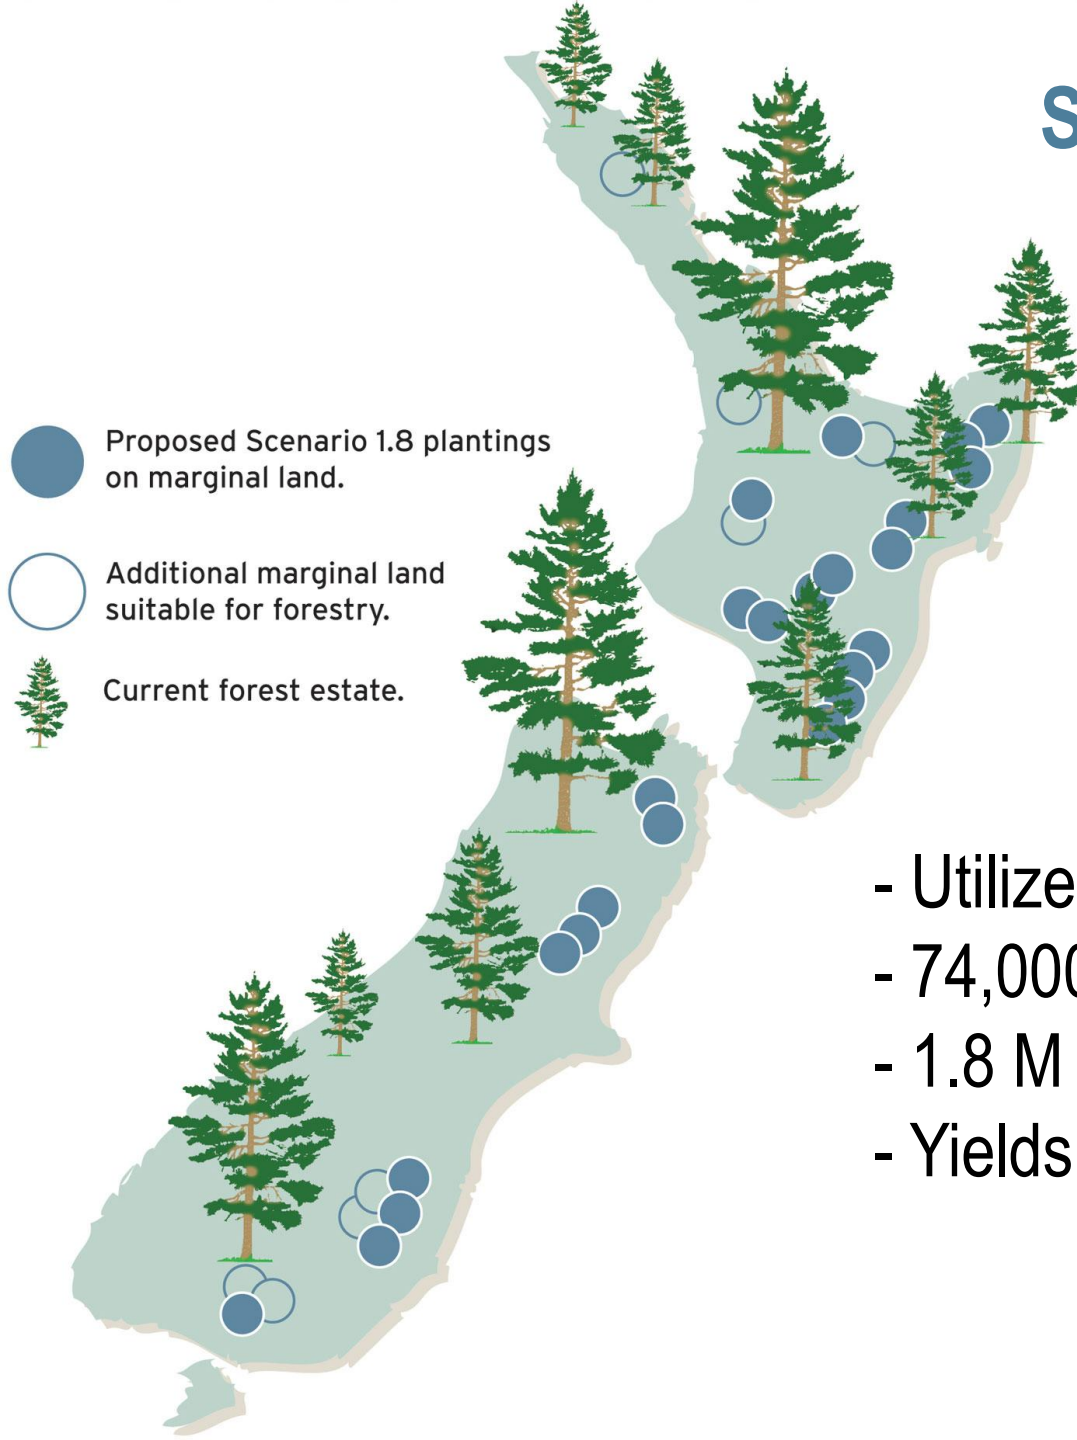 S
Proposed Scenario 1.8 plantings
on marginal land.
Additional marginal land
suitable for forestry.
Current forest estate.
- Utilize
- 74,000
- 1.8 M
- Yields